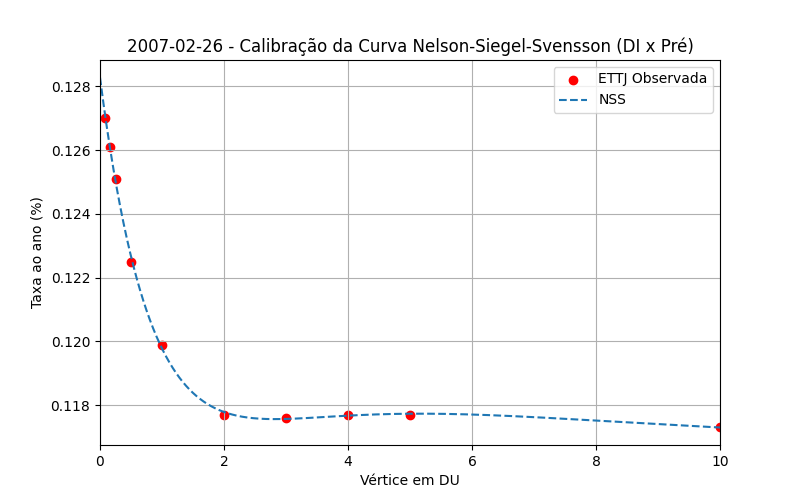 2007-02-26 - Calibração da Curva Nelson-Siegel-Svensson (DI x Pré)
ETTJ Observada
NSS
Taxa ao ano (%)
0.128
0.126
0.124
0.122
0.120
0.118
0 2 4 6 8 10
Vértice em DU